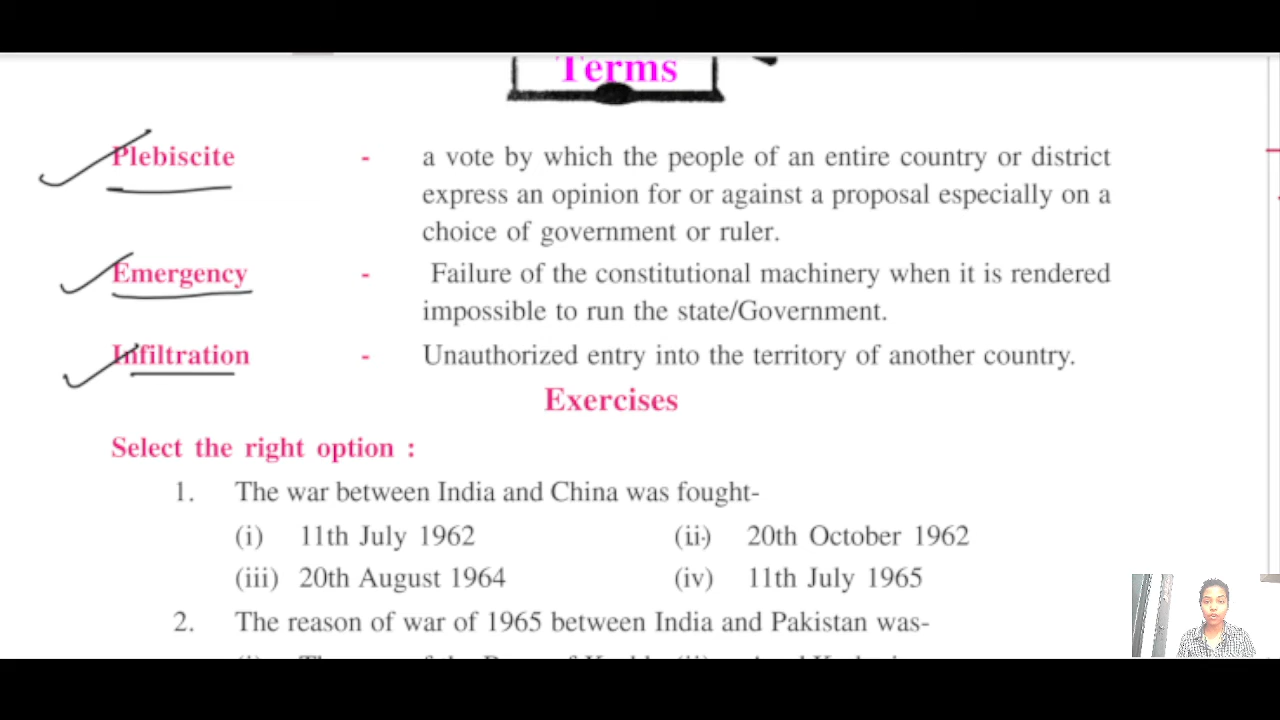 Terms
Plebiscite - a vote by which the people of an entire country or district
express an opinion for or against a proposal especially on a
choice of government or ruler.
Emergency - Failure of the constitutional machinery when it is rendered
impossible to run the state/Government.
Infiltration - Unauthorized entry into the territory of another country.
Exercises
Select the right option :
1. The war between India and China was fought-
(i) 11th July 1962 (ii) 20th October 1962
(iii) 20th August 1964 (iv) 11th July 1965
2. The reason of war of 1965 between India and Pakistan was-